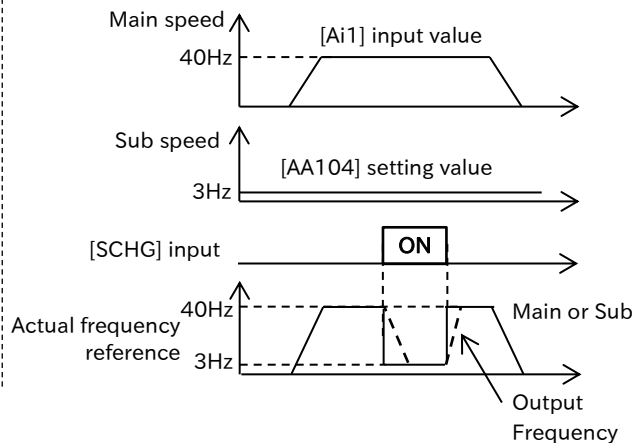 Main speed
[Ai1] input value
40Hz
Sub speed
[AA104] setting value
3Hz
[SCHG] input
ON
40Hz
Main or Sub
Actual frequency
reference
3Hz
Output
Frequency